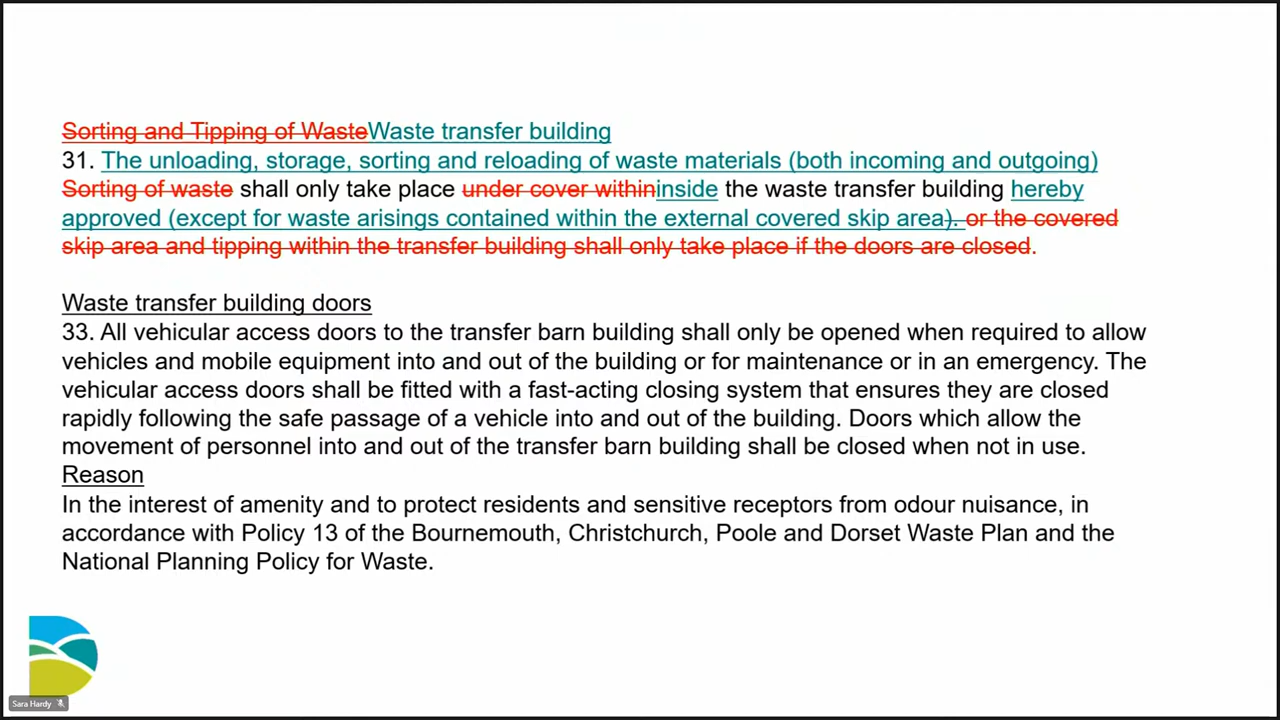 Sorting and Tipping of WasteWaste transfer building
31. The unloading, storage, sorting and reloading of waste materials (both incoming and outgoing)
Sorting of waste shall only take place under cover withininside the waste transfer building hereby
approved (except for waste arisings contained within the external covered skip area). or the covered
skip area and tipping within the transfer building shall only take place if the doors are closed.
Waste transfer building doors
33. All vehicular access doors to the transfer barn building shall only be opened when required to allow
vehicles and mobile equipment into and out of the building or for maintenance or in an emergency. The
vehicular access doors shall be fitted with a fast-acting closing system that ensures they are closed
rapidly following the safe passage of a vehicle into and out of the building. Doors which allow the
movement of personnel into and out of the transfer barn building shall be closed when not in use.
Reason
In the interest of amenity and to protect residents and sensitive receptors from odour nuisance, in
accordance with Policy 13 of the Bournemouth, Christchurch, Poole and Dorset Waste Plan and the
National Planning Policy for Waste.
Sara Hardy